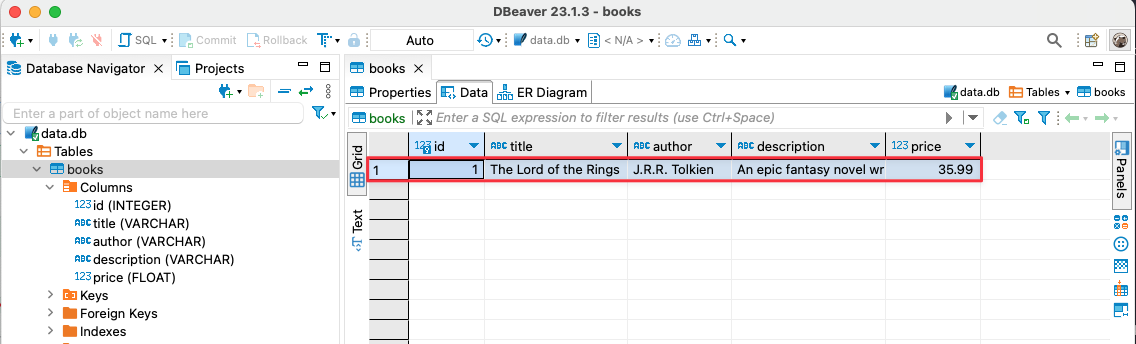 DBeaver 23.1.3 - books
SQL Commit Rollback Auto data.db < N/A >
Database Navigator Projects
Enter a part of object name here
data.db
Tables
books
Columns
123 id (INTEGER)
ABC title (VARCHAR)
ABC author (VARCHAR)
ABC description (VARCHAR)
123 price (FLOAT)
Keys
Foreign Keys
Indexes
books
Properties Data ER Diagram data.db Tables books
books Enter a SQL expression to filter results (use Ctrl+Space)
Grid
Text
123 id ABC title ABC author ABC description 123 price
1 1 The Lord of the Rings J.R.R. Tolkien An epic fantasy novel wr 35.99
Panels